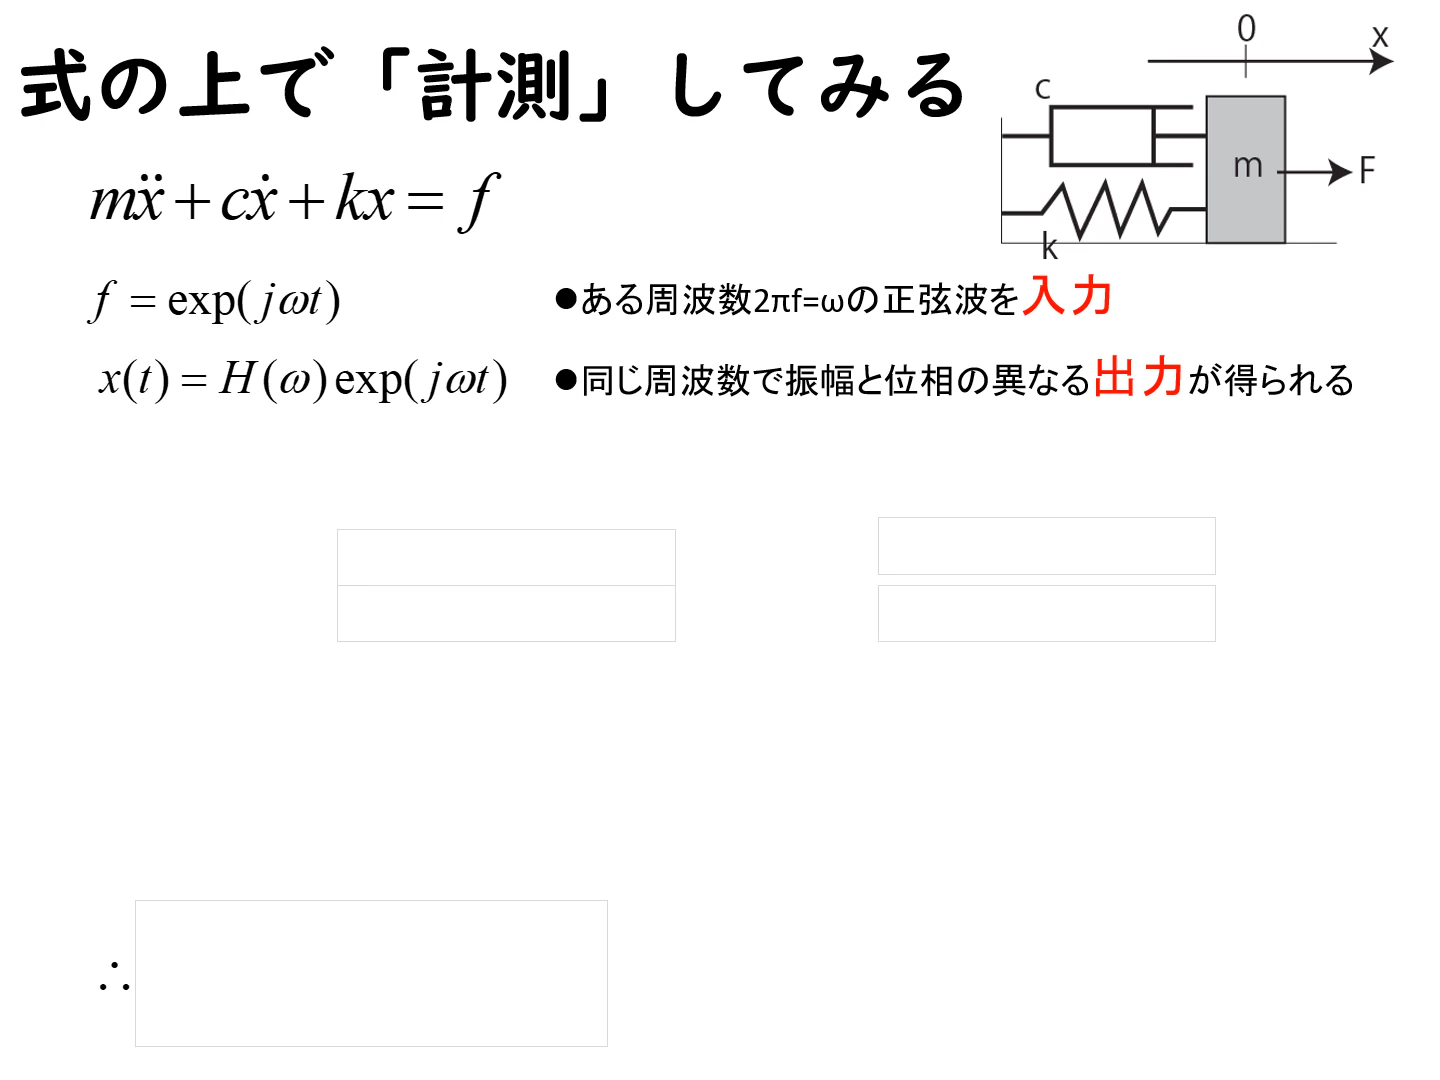 式の上で「計測」してみる
0
x
c
m
F
k
mẍ + cẋ + kx = f
f = exp(jωt)
●ある周波数2πf=ωの正弦波を入力
x(t) = H(ω)exp(jωt)
●同じ周波数で振幅と位相の異なる出力が得られる
∴